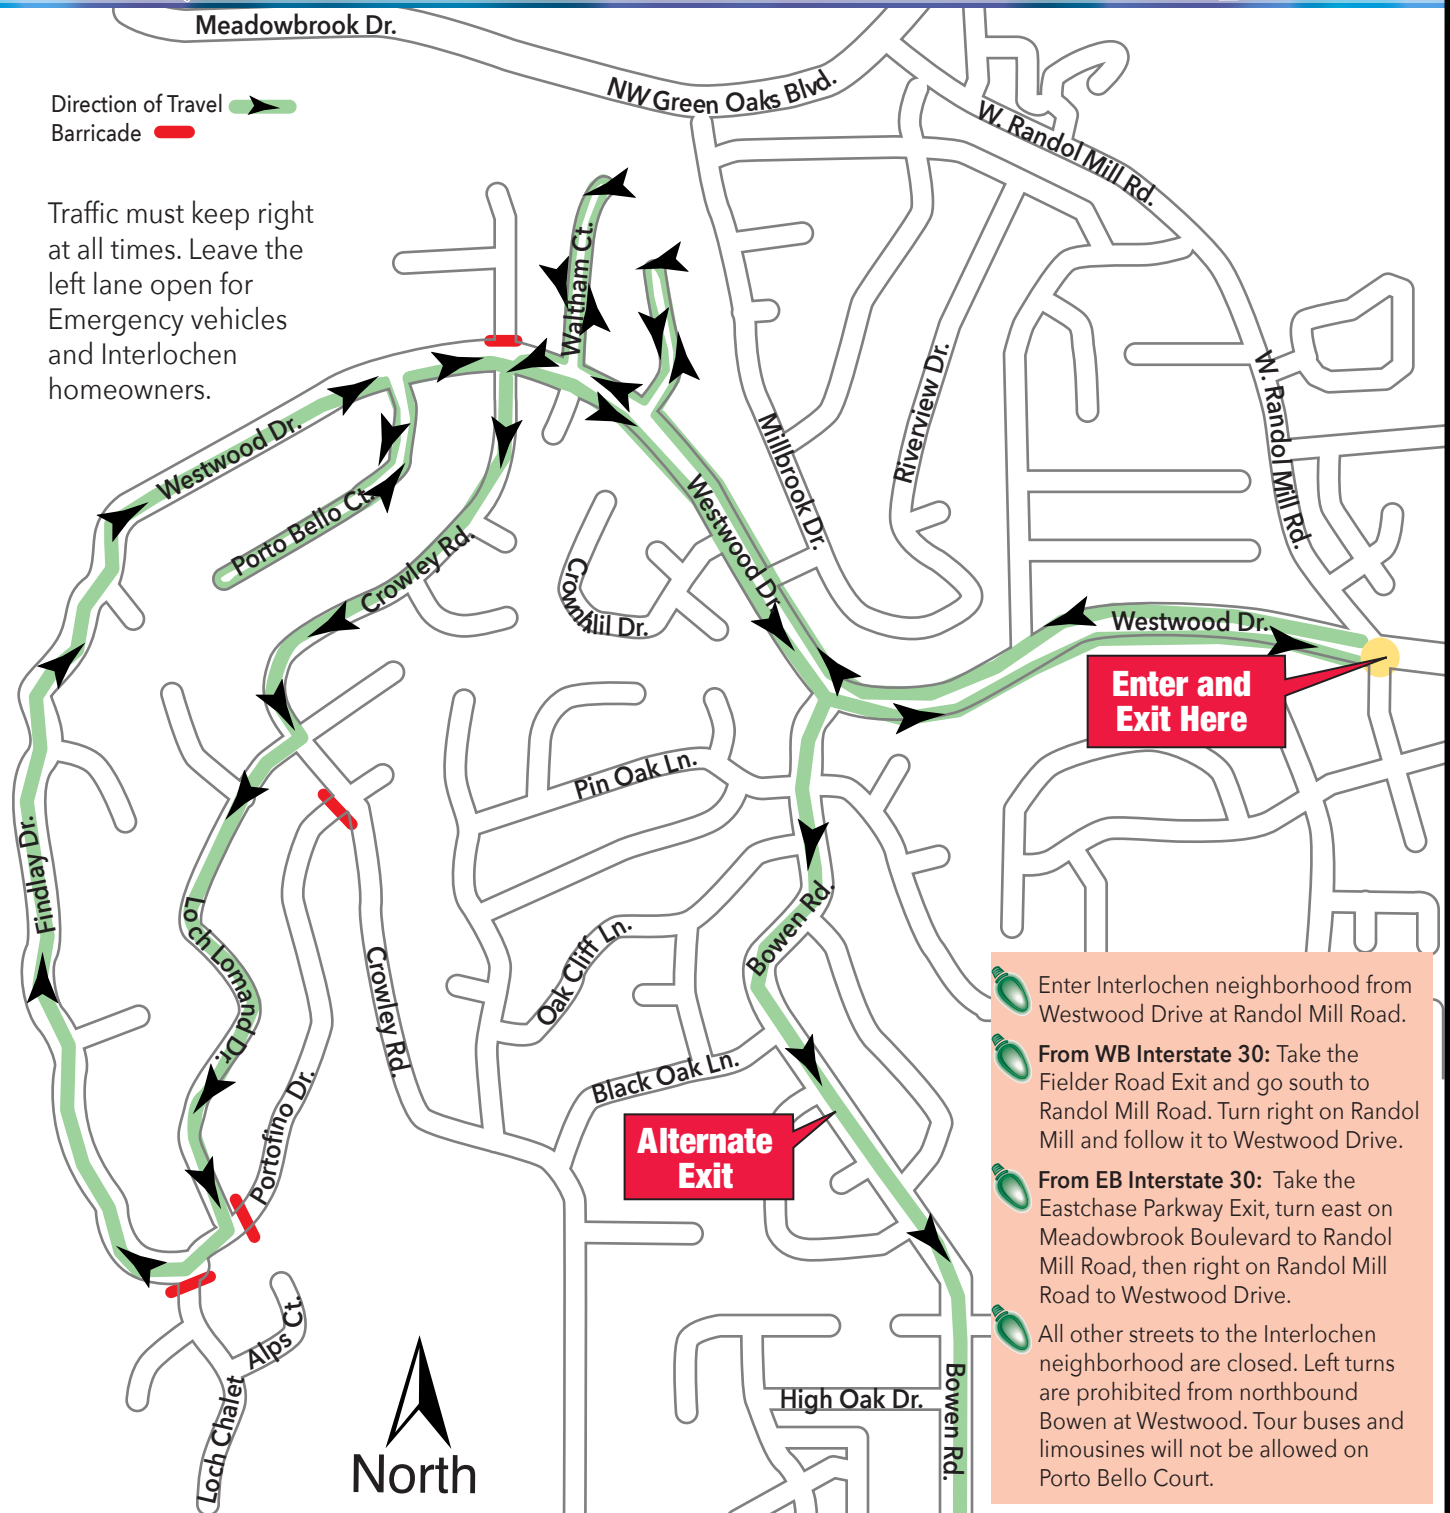 Meadowbrook Dr.
NW Green Oaks Blvd.
W. Randol Mill Rd.
Direction of Travel
Barricade
Traffic must keep right
at all times. Leave the
left lane open for
Emergency vehicles
and Interlochen
homeowners.
Waltham Ct.
Riverview Dr.
W. Randol Mill Rd.
Millbrook Dr.
Westwood Dr.
Porto Bello Ct.
Westwood Dr.
Crowley Rd.
Crownhil Dr.
Westwood Dr.
Enter and
Exit Here
Pin Oak Ln.
Findlay Dr.
Loch Lomand Dr.
Bowen Rd.
Oak Cliff Ln.
Crowley Rd.
Black Oak Ln.
Portofino Dr.
Alternate
Exit
Alps Ct.
Loch Chalet
North
High Oak Dr.
Bowen Rd.
Enter Interlochen neighborhood from
Westwood Drive at Randol Mill Road.
From WB Interstate 30: Take the
Fielder Road Exit and go south to
Randol Mill Road. Turn right on Randol
Mill and follow it to Westwood Drive.
From EB Interstate 30: Take the
Eastchase Parkway Exit, turn east on
Meadowbrook Boulevard to Randol
Mill Road, then right on Randol Mill
Road to Westwood Drive.
All other streets to the Interlochen
neighborhood are closed. Left turns
are prohibited from northbound
Bowen at Westwood. Tour buses and
limousines will not be allowed on
Porto Bello Court.